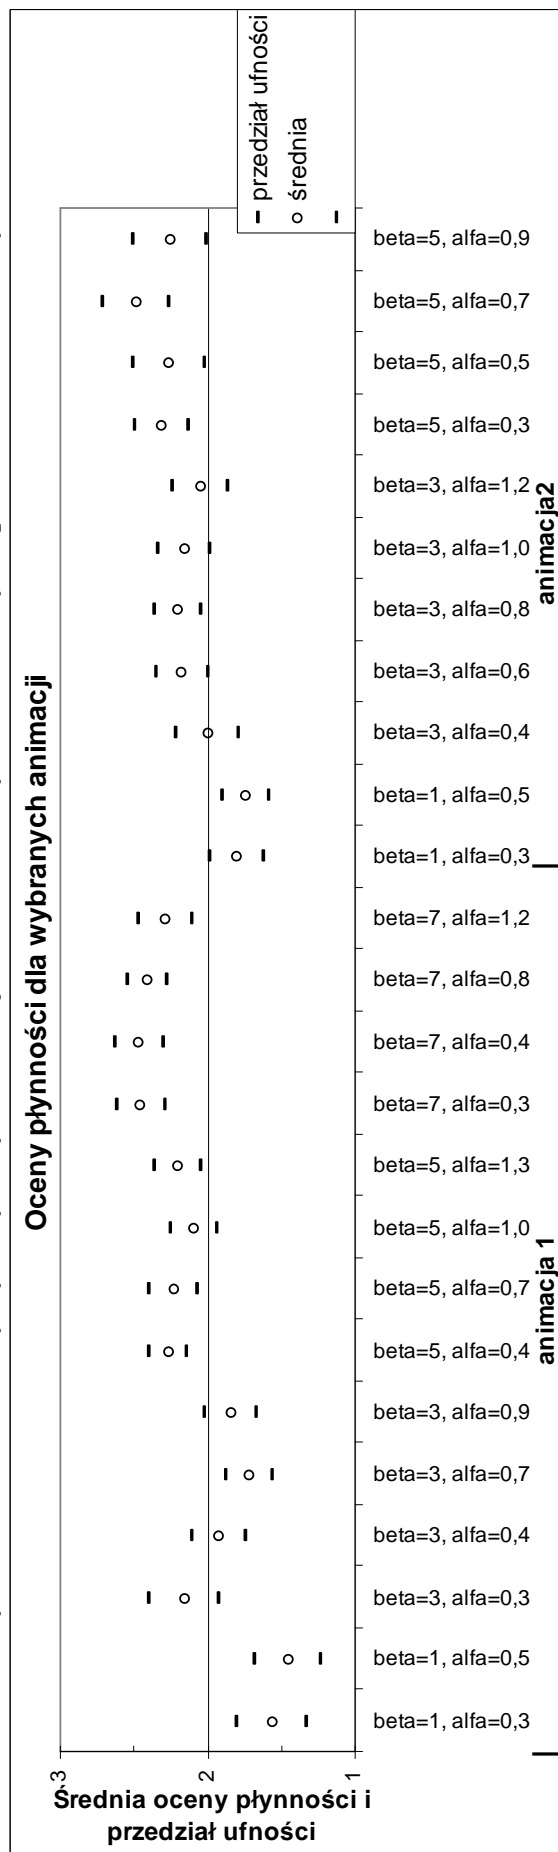 Oceny płynności dla wybranych animacji
Średnia oceny płynności i
przedział ufności
3
2
1
przedział ufności
średnia
beta=1, alfa=0,3
beta=1, alfa=0,5
beta=3, alfa=0,3
beta=3, alfa=0,4
beta=3, alfa=0,7
beta=3, alfa=0,9
beta=5, alfa=0,4
beta=5, alfa=0,7
beta=5, alfa=1,0
beta=5, alfa=1,3
beta=7, alfa=0,3
beta=7, alfa=0,4
beta=7, alfa=0,8
beta=7, alfa=1,2
beta=1, alfa=0,3
beta=1, alfa=0,5
beta=3, alfa=0,4
beta=3, alfa=0,6
beta=3, alfa=0,8
beta=3, alfa=1,0
beta=3, alfa=1,2
beta=5, alfa=0,3
beta=5, alfa=0,5
beta=5, alfa=0,7
beta=5, alfa=0,9
animacja 1
animacja2